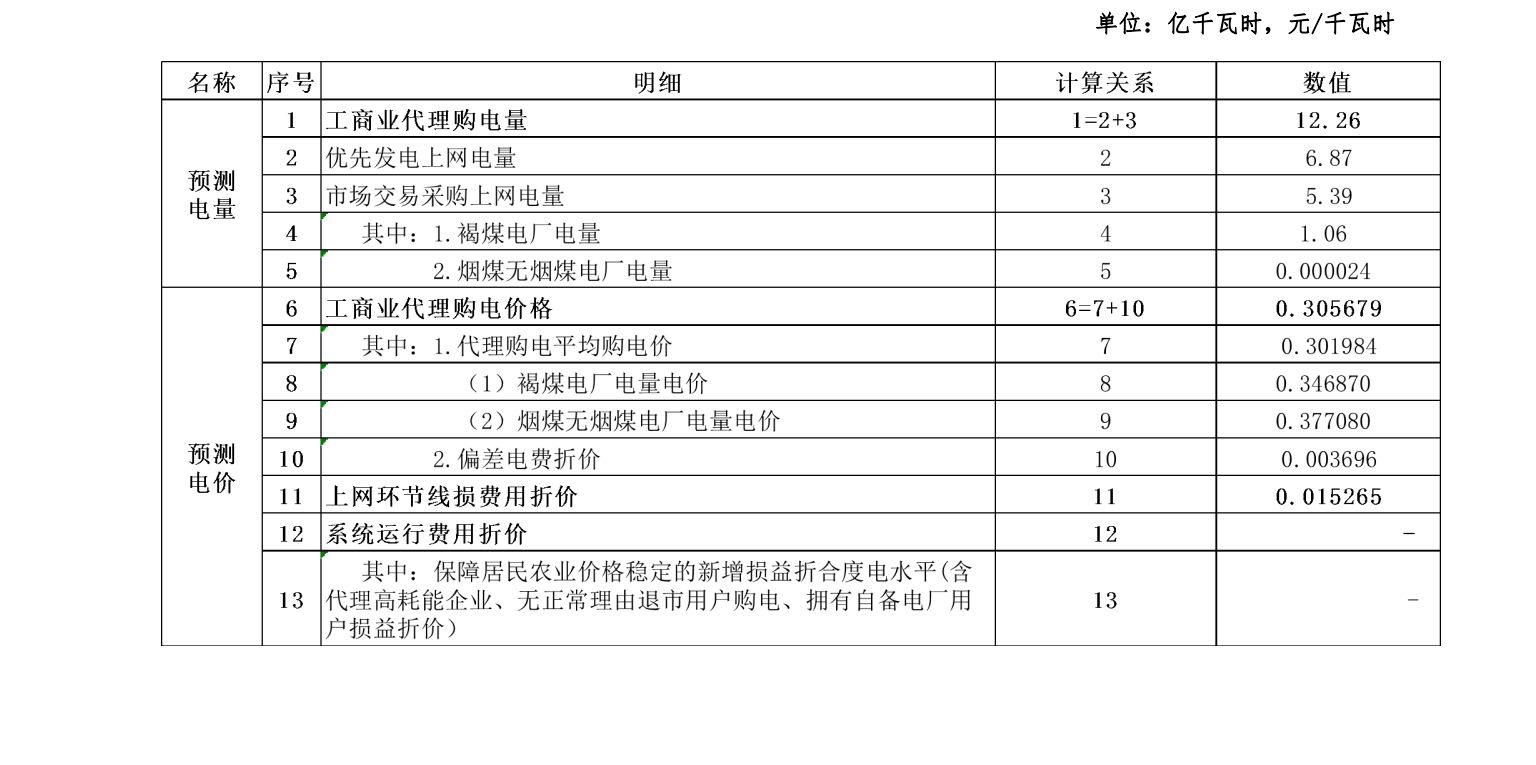 单位：亿千瓦时，元/千瓦时
名称 序号 明细 计算关系 数值
预测电量 1 工商业代理购电量 1=2+3 12.26
2 优先发电上网电量 2 6.87
3 市场交易采购上网电量 3 5.39
4 其中：1.褐煤电厂电量 4 1.06
5 2.烟煤无烟煤电厂电量 5 0.000024
预测电价 6 工商业代理购电价格 6=7+10 0.305679
7 其中：1.代理购电平均购电价 7 0.301984
8 （1）褐煤电厂电量电价 8 0.346870
9 （2）烟煤无烟煤电厂电量电价 9 0.377080
10 2.偏差电费折价 10 0.003696
11 上网环节线损费用折价 11 0.015265
12 系统运行费用折价 12 –
13 其中：保障居民农业价格稳定的新增损益折合度电水平(含
代理高耗能企业、无正常理由退市用户购电、拥有自备电厂用
户损益折价） 13 –